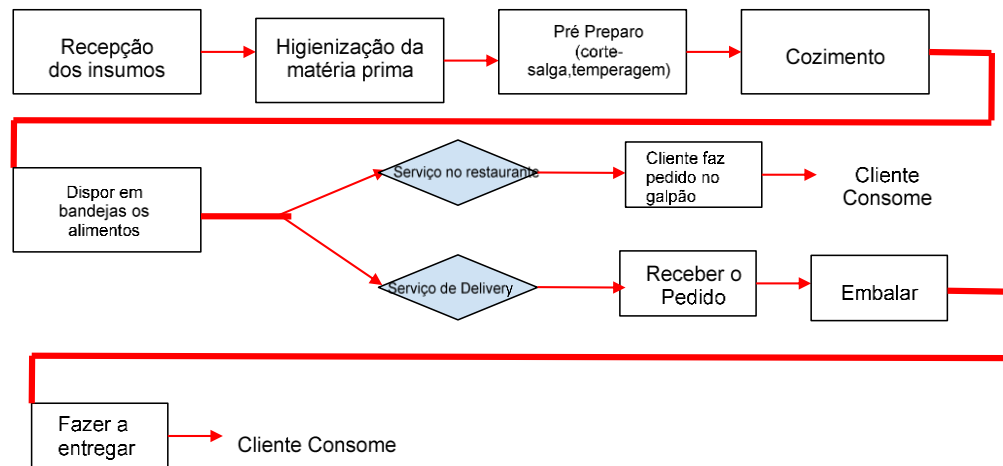 Recepção
dos insumos
Higienização da
matéria prima
Pré Preparo
(corte-
salga,temperagem)
Cozimento
Dispor em
bandejas os
alimentos
Serviço no restaurante
Cliente faz
pedido no
galpão
Cliente
Consome
Serviço de Delivery
Receber o
Pedido
Embalar
Fazer a
entregar
Cliente Consome